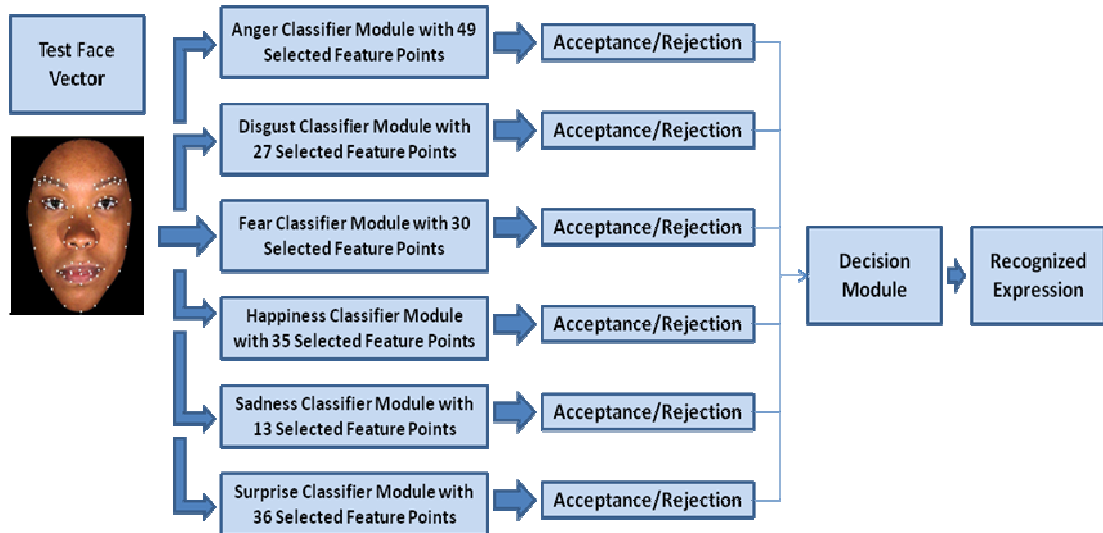 Test Face
Vector
Anger Classifier Module with 49
Selected Feature Points
Acceptance/Rejection
Disgust Classifier Module with
27 Selected Feature Points
Acceptance/Rejection
Fear Classifier Module with 30
Selected Feature Points
Acceptance/Rejection
Happiness Classifier Module
with 35 Selected Feature Points
Acceptance/Rejection
Sadness Classifier Module with
13 Selected Feature Points
Acceptance/Rejection
Surprise Classifier Module with
36 Selected Feature Points
Acceptance/Rejection
Decision
Module
Recognized
Expression